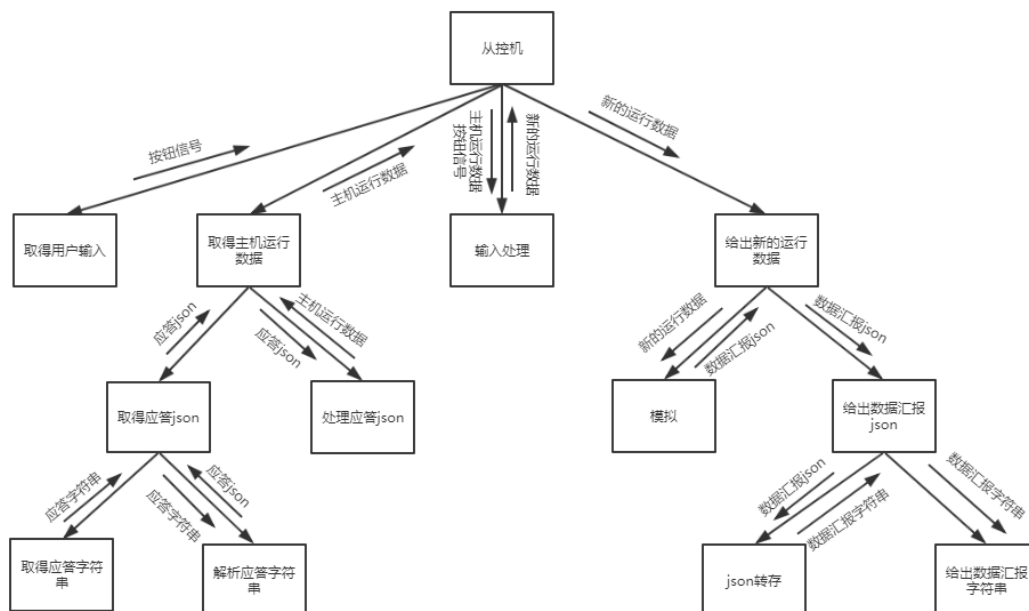 从控机
新的运行数据
按钮信号
主机运行数据
主机运行数据
按钮信号
新的运行数据
取得用户输入
取得主机运行
数据
输入处理
给出新的运行
数据
应答json
主机运行数据
应答json
新的运行数据
数据汇报json
数据汇报json
取得应答json
处理应答json
模拟
给出数据汇报
json
应答字符串
应答json
应答字符串
数据汇报json
数据汇报字符串
数据汇报字符串
取得应答字符
串
解析应答字符
串
json转存
给出数据汇报
字符串